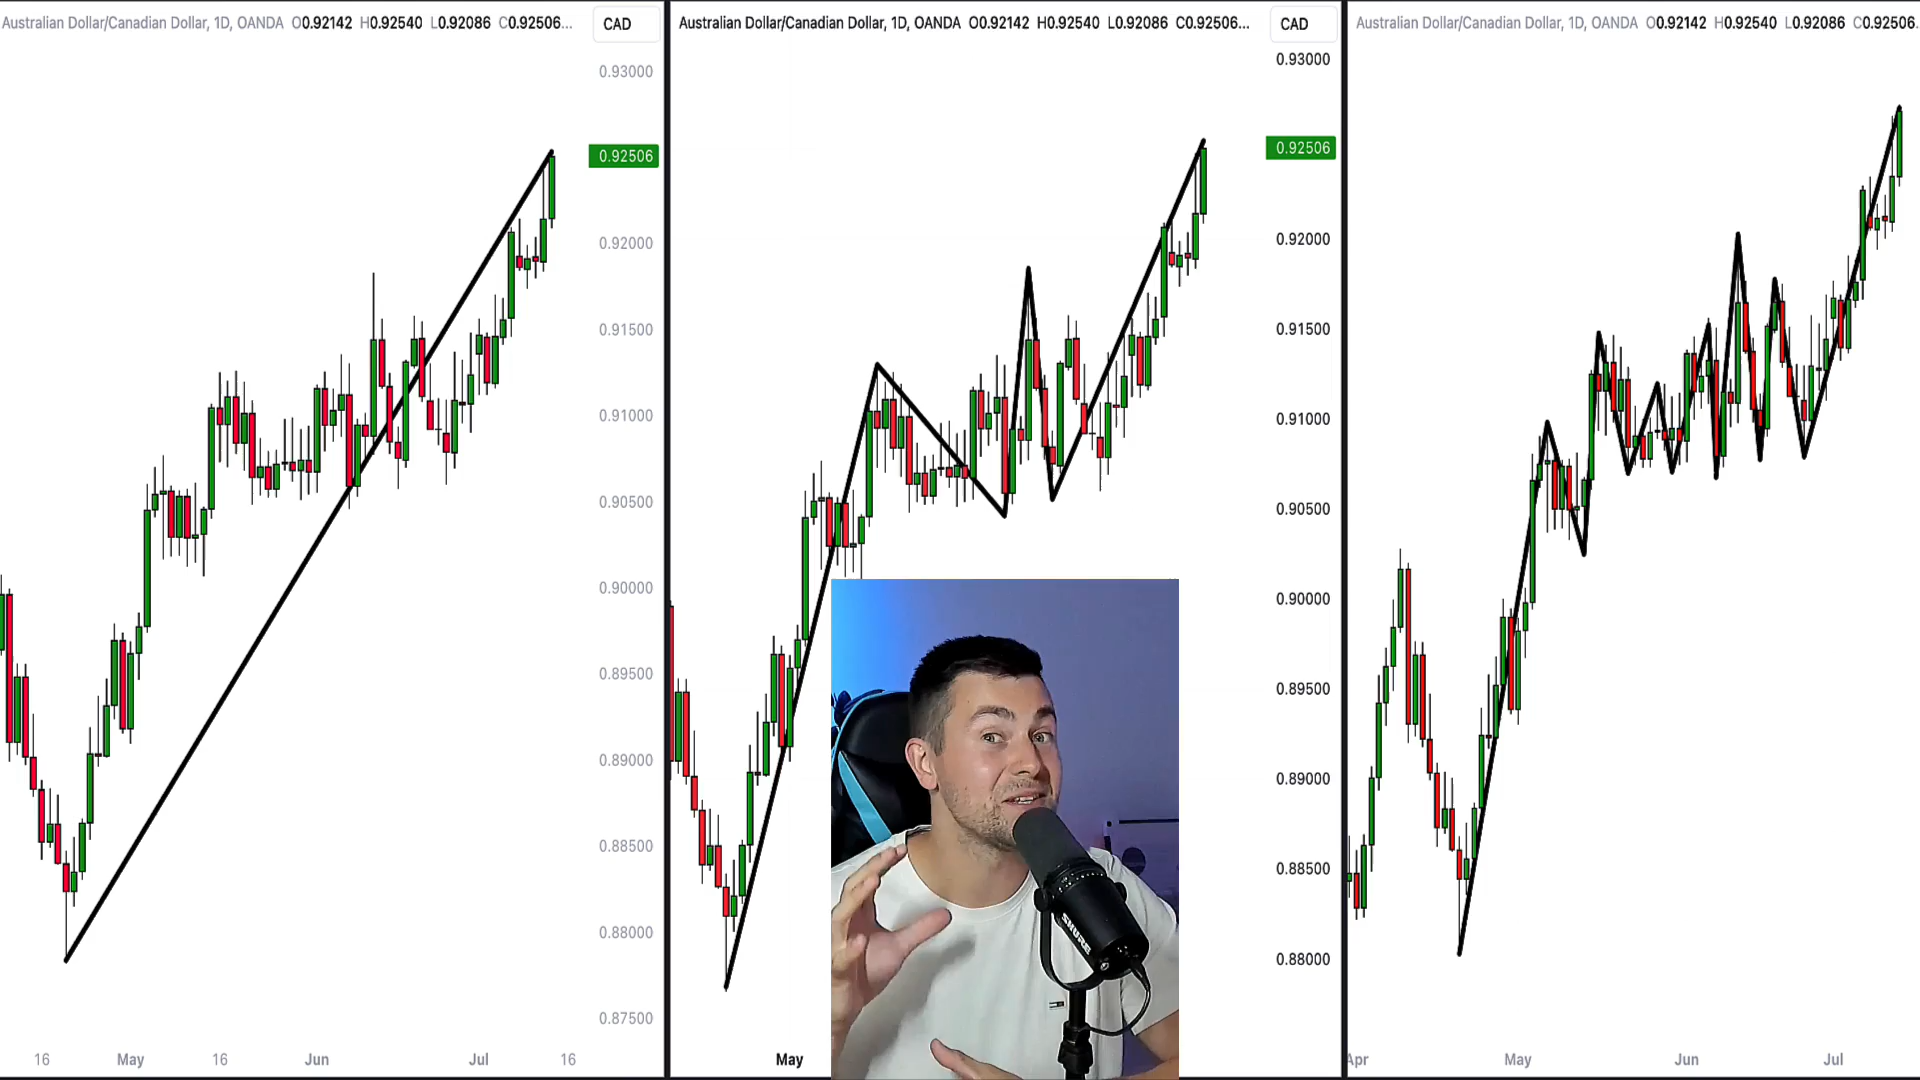 Australian Dollar/Canadian Dollar, 1D, OANDA O0.92142 H0.92540 L0.92086 C0.92506...
CAD
0.93000
0.92506
0.92000
0.91500
0.91000
0.90500
0.90000
0.89500
0.89000
0.88500
0.88000
0.87500
16 May 16 Jun Jul 16
Australian Dollar/Canadian Dollar, 1D, OANDA O0.92142 H0.92540 L0.92086 C0.92506...
CAD
0.93000
0.92506
0.92000
0.91500
0.91000
0.90500
0.90000
0.89500
0.89000
0.88500
0.88000
May
SHURE
Australian Dollar/Canadian Dollar, 1D, OANDA O0.92142 H0.92540 L0.92086 C0.92506...
Apr May Jun Jul